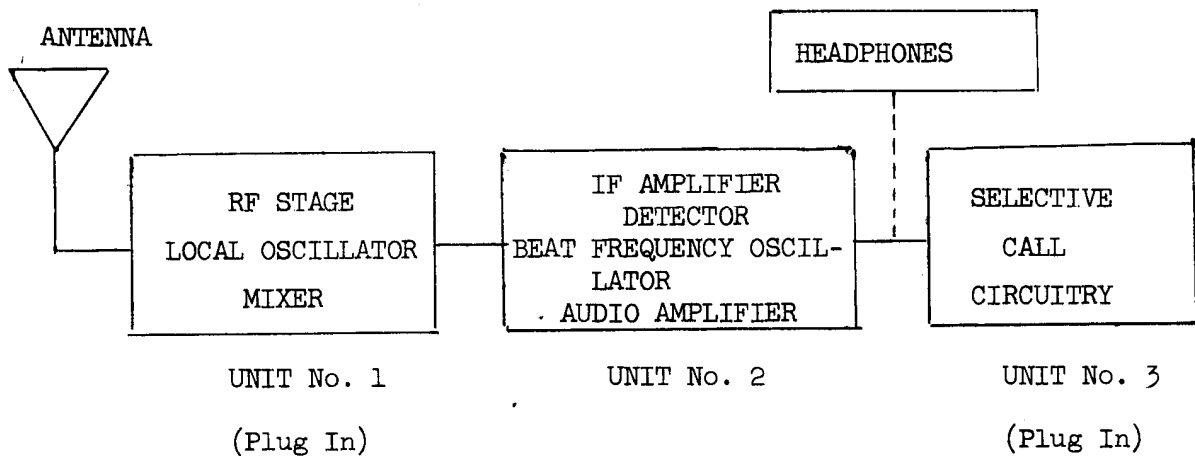 ANTENNA
HEADPHONES
RF STAGE
LOCAL OSCILLATOR
MIXER
IF AMPLIFIER
DETECTOR
BEAT FREQUENCY OSCIL-
LATOR
AUDIO AMPLIFIER
SELECTIVE
CALL
CIRCUITRY
UNIT No. 1
(Plug In)
UNIT No. 2
UNIT No. 3
(Plug In)